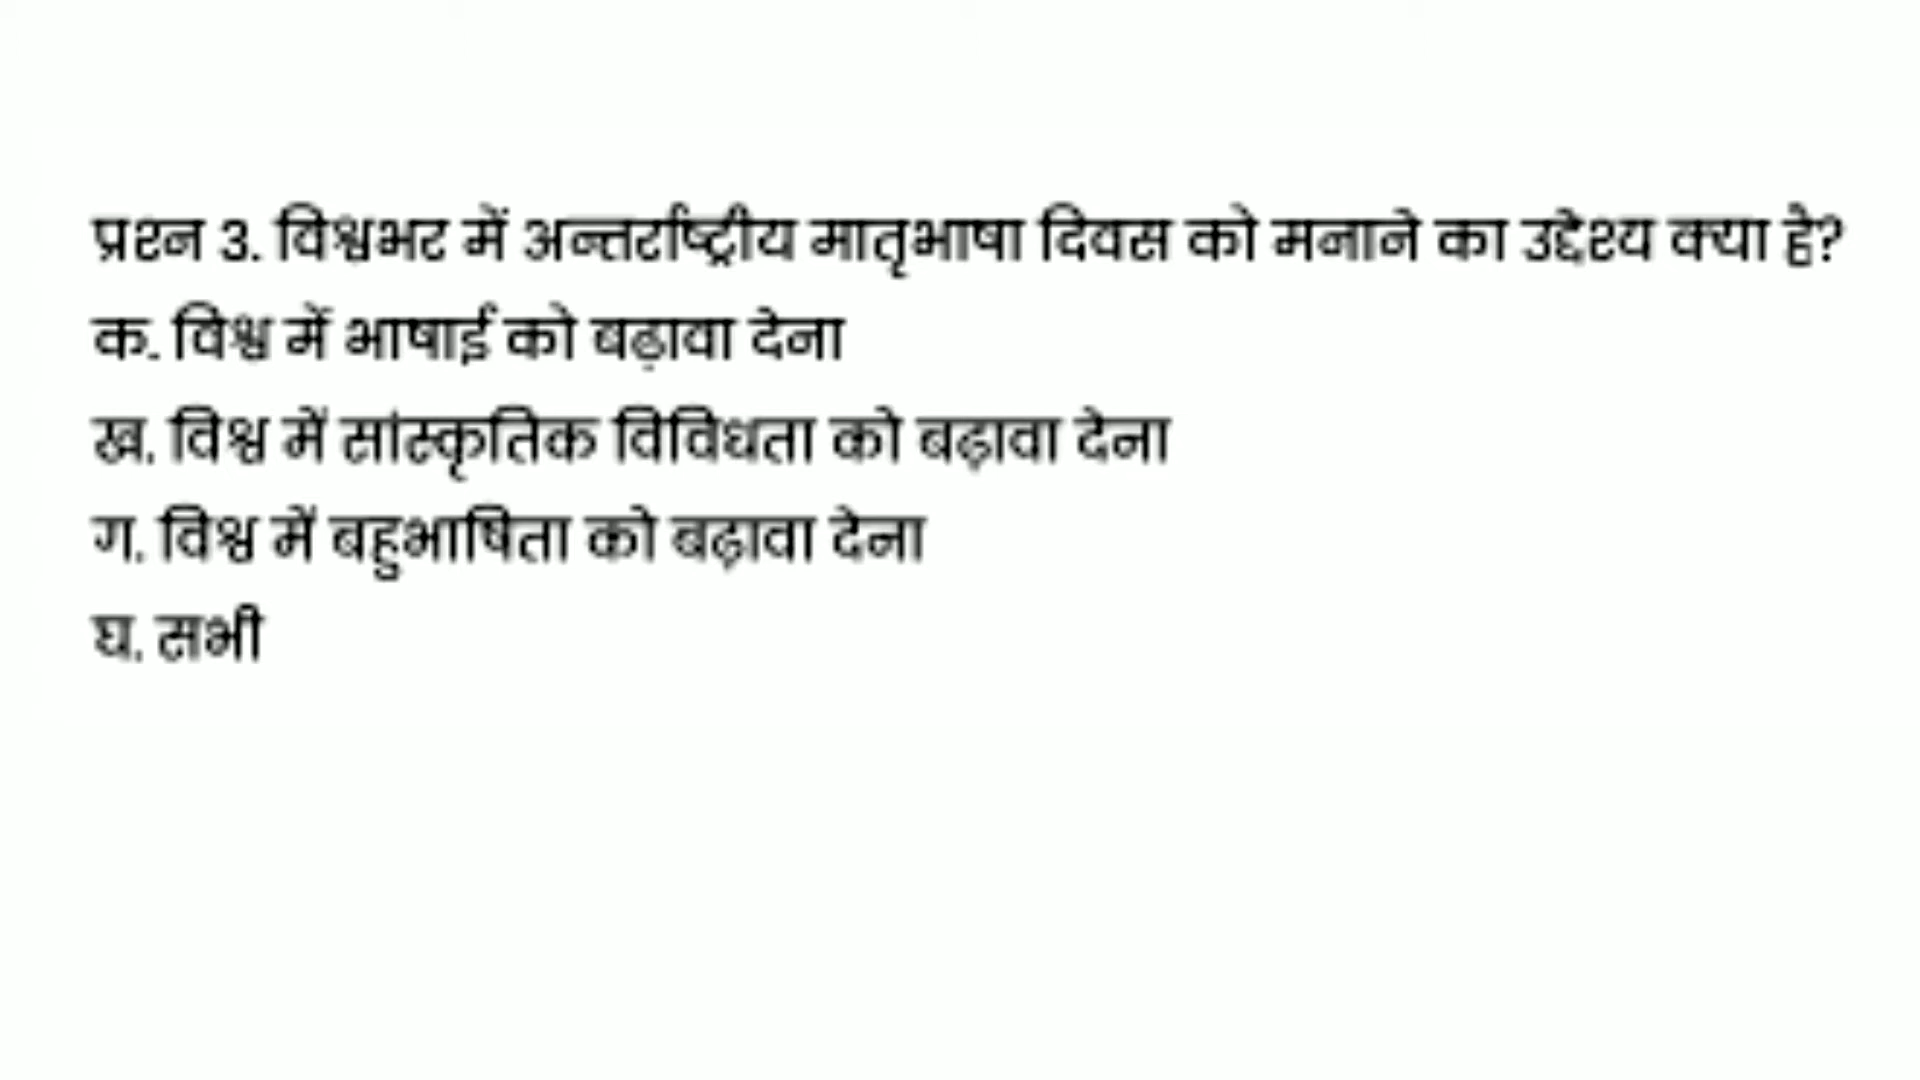 प्रश्न 3. विश्वभर में अन्तर्राष्ट्रीय मातृभाषा दिवस को मनाने का उद्देश्य क्या है?
क. विश्व में भाषाई को बढ़ावा देना
ख. विश्व में सांस्कृतिक विविधता को बढ़ावा देना
ग. विश्व में बहुभाषिता को बढ़ावा देना
घ. सभी